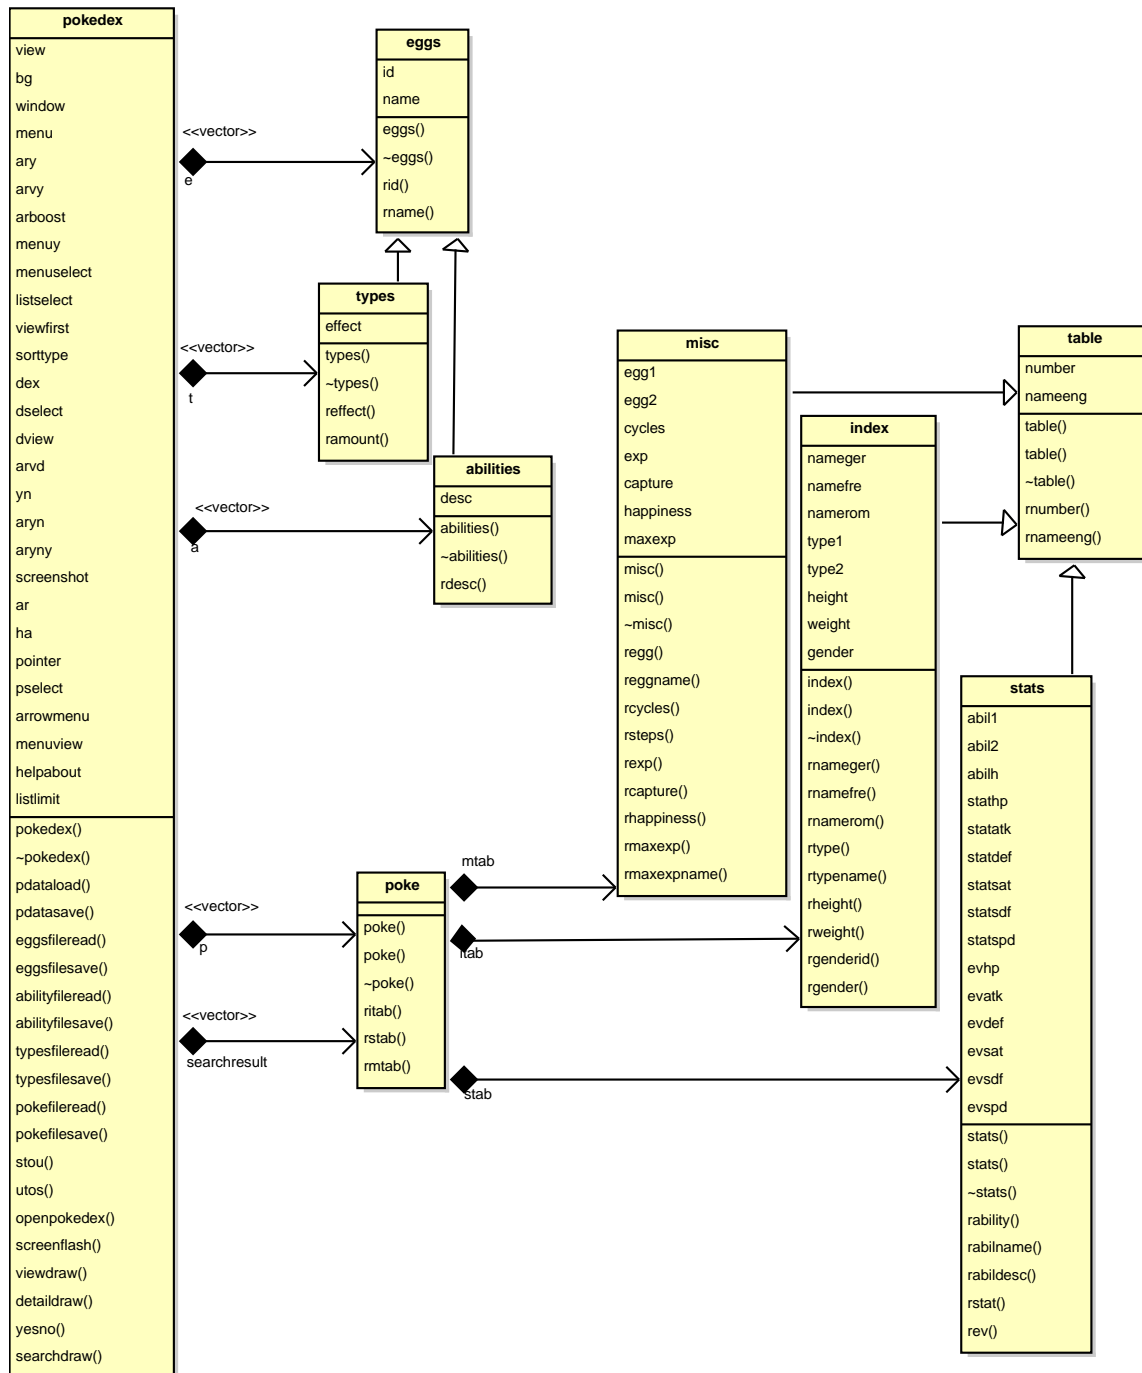 pokedex
view
bg
window
menu
ary
arvy
arboost
menuy
menuselect
listselect
viewfirst
sorttype
dex
dselect
dview
arvd
yn
aryn
aryny
screenshot
ar
ha
pointer
pselect
arrowmenu
menuview
helpabout
listlimit
pokedex()
~pokedex()
pdataload()
pdatasave()
eggsfileread()
eggsfilesave()
abilityfileread()
abilityfilesave()
typesfileread()
typesfilesave()
pokefileread()
pokefilesave()
stou()
utos()
openpokedex()
screenflash()
viewdraw()
detaildraw()
yesno()
searchdraw()
<<vector>>
e
<<vector>>
t
<<vector>>
a
<<vector>>
p
<<vector>>
searchresult
eggs
id
name
eggs()
~eggs()
rid()
rname()
types
effect
types()
~types()
reffect()
ramount()
abilities
desc
abilities()
~abilities()
rdesc()
poke
poke()
poke()
~poke()
ritab()
rstab()
rmtab()
mtab
itab
stab
misc
egg1
egg2
cycles
exp
capture
happiness
maxexp
misc()
misc()
~misc()
regg()
reggname()
rcycles()
rsteps()
rexp()
rcapture()
rhappiness()
rmaxexp()
rmaxexpname()
index
nameger
namefre
namerom
type1
type2
height
weight
gender
index()
index()
~index()
rnameger()
rnamefre()
rnamerom()
rtype()
rtypename()
rheight()
rweight()
rgenderid()
rgender()
table
number
nameeng
table()
table()
~table()
rnumber()
rnameeng()
stats
abil1
abil2
abilh
stathp
statatk
statdef
statsat
statsdf
statspd
evhp
evatk
evdef
evsat
evsdf
evspd
stats()
stats()
~stats()
rability()
rabilname()
rabildesc()
rstat()
rev()